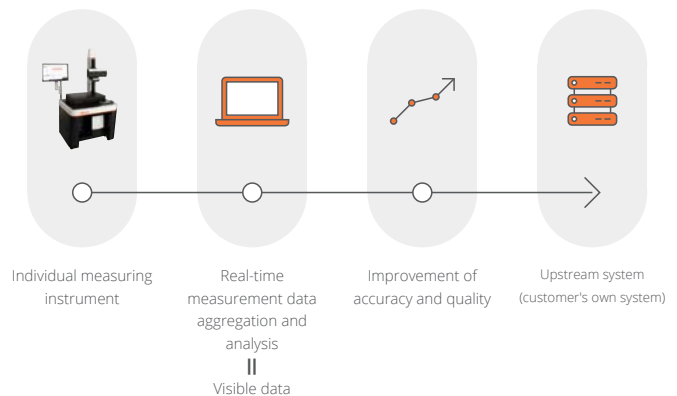 Individual measuring
instrument
Real-time
measurement data
aggregation and
analysis
Visible data
Improvement of
accuracy and quality
Upstream system
(customer's own system)